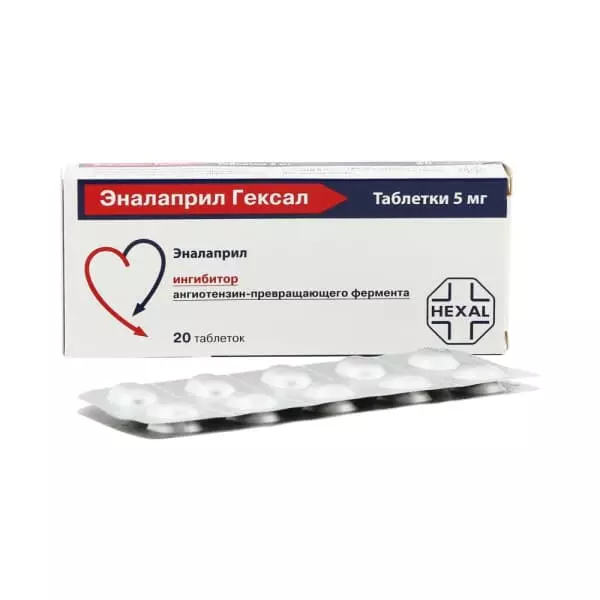 Эналаприл Гексал
Таблетки 5 мг
Эналаприл
ингибитор
ангиотензин-превращающего фермента
HEXAL
20 таблеток